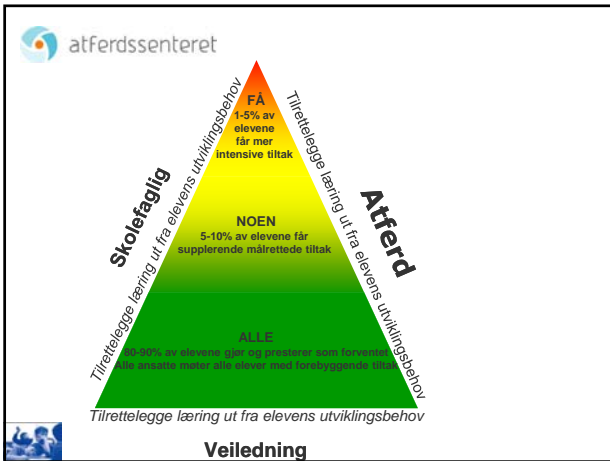 atferdssenteret
FÅ
1-5% av
elevene
får mer
intensive tiltak
NOEN
5-10% av elevene får
supplerende målrettede tiltak
ALLE
80-90% av elevene gjør og presterer som forventet
Alle ansatte møter alle elever med forebyggende tiltak
Skolefaglig
Tilrettelegge læring ut fra elevens utviklingsbehov
Tilrettelegge læring ut fra elevens utviklingsbehov
Atferd
Tilrettelegge læring ut fra elevens utviklingsbehov
Veiledning